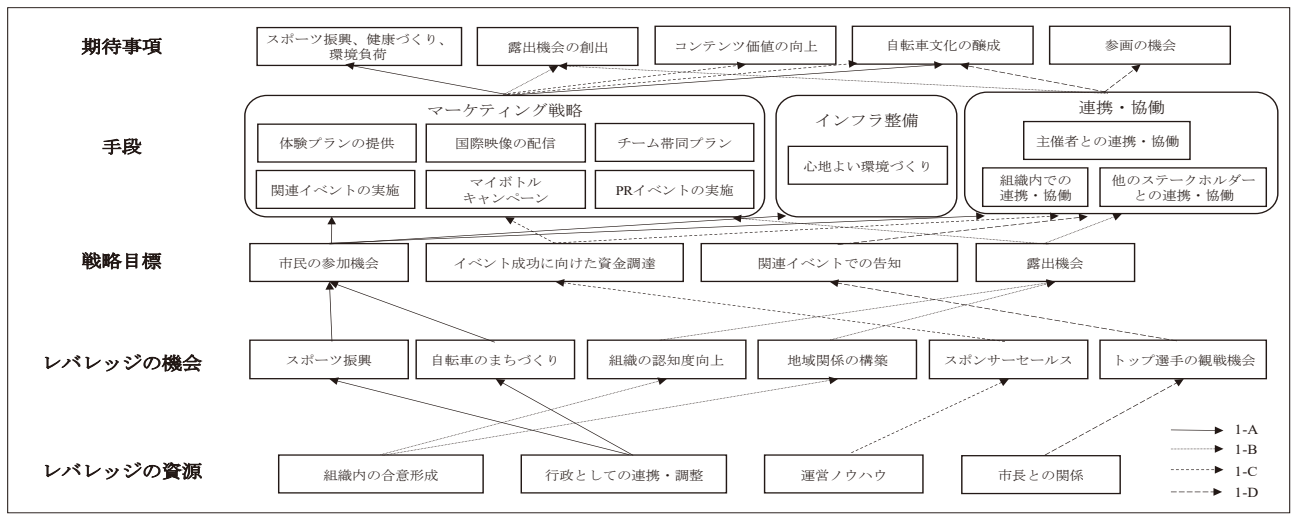 期待事項
スポーツ振興、健康づくり、
環境負荷
露出機会の創出
コンテンツ価値の向上
自転車文化の醸成
参画の機会
手段
マーケティング戦略
体験プランの提供
国際映像の配信
チーム帯同プラン
関連イベントの実施
マイボトル
キャンペーン
PRイベントの実施
インフラ整備
心地よい環境づくり
連携・協働
主催者との連携・協働
組織内での
連携・協働
他のステークホルダー
との連携・協働
戦略目標
市民の参加機会
イベント成功に向けた資金調達
関連イベントでの告知
露出機会
レバレッジの機会
スポーツ振興
自転車のまちづくり
組織の認知度向上
地域関係の構築
スポンサーセールス
トップ選手の観戦機会
レバレッジの資源
組織内の合意形成
行政としての連携・調整
運営ノウハウ
市長との関係
1-A
1-B
1-C
1-D